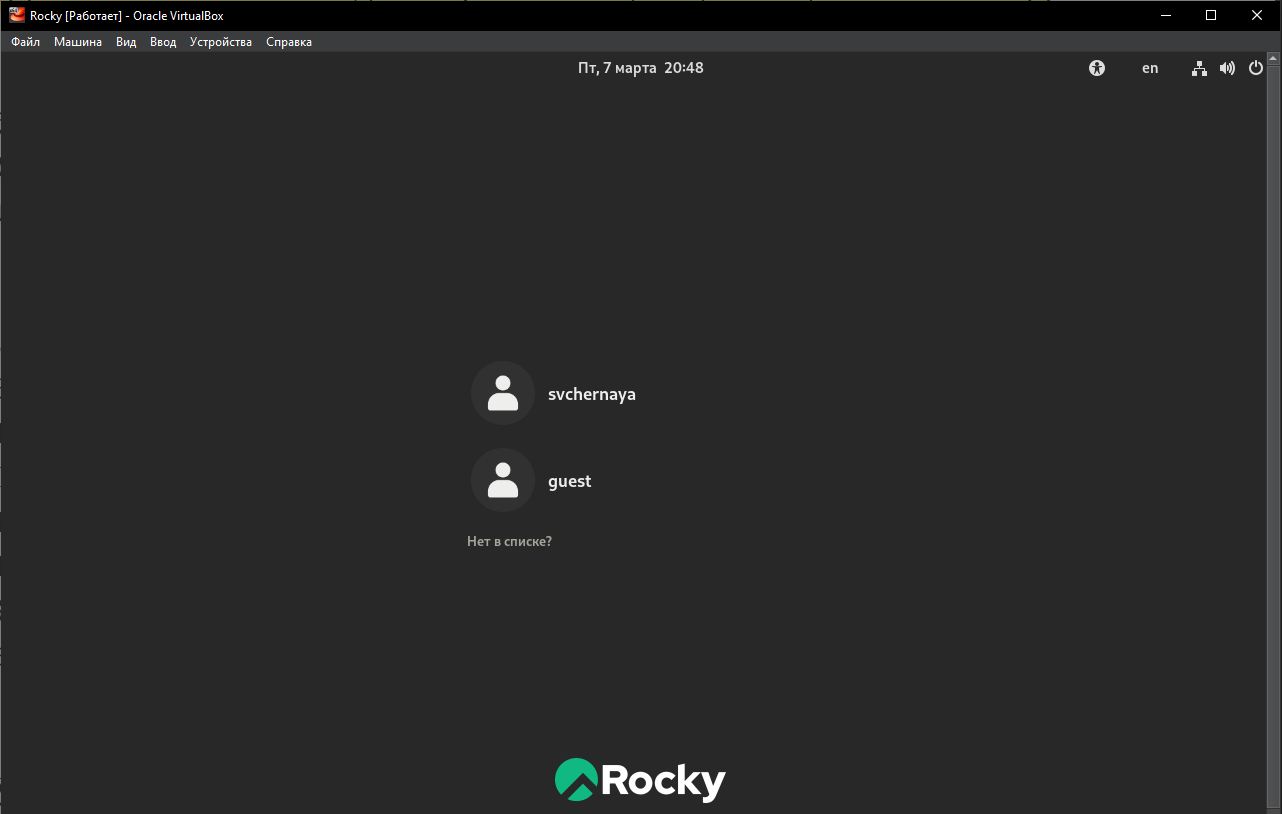 Rocky [Работает] - Oracle VirtualBox
Файл Машина Вид Ввод Устройства Справка
Пт, 7 марта 20:48 en
svchernaya
guest
Нет в списке?
Rocky